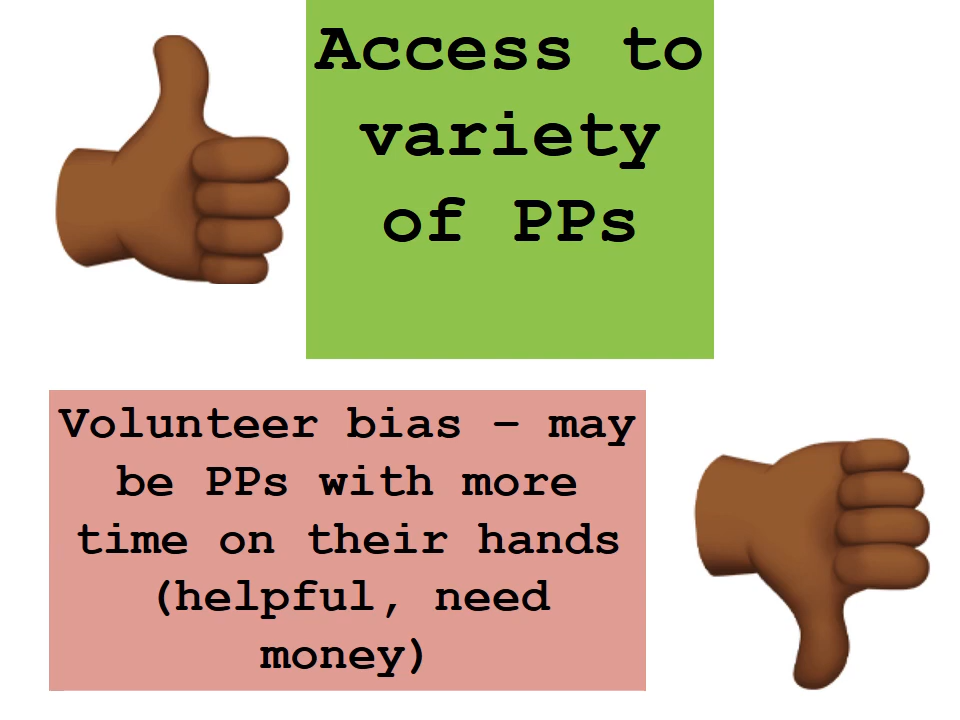 Access to
variety
of PPs
Volunteer bias – may
be PPs with more
time on their hands
(helpful, need
money)